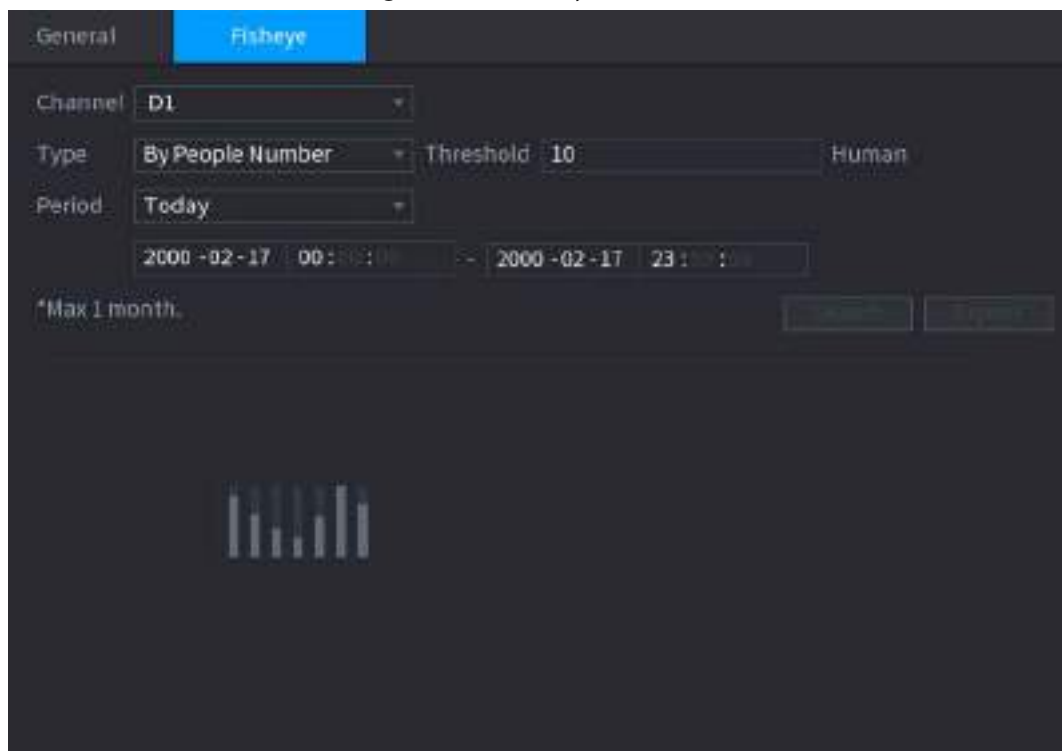 General Fisheye
Channel D1
Type By People Number Threshold 10 Human
Period Today
2000 -02 -17 00 : : - 2000 -02 -17 23 : :
*Max 1 month.